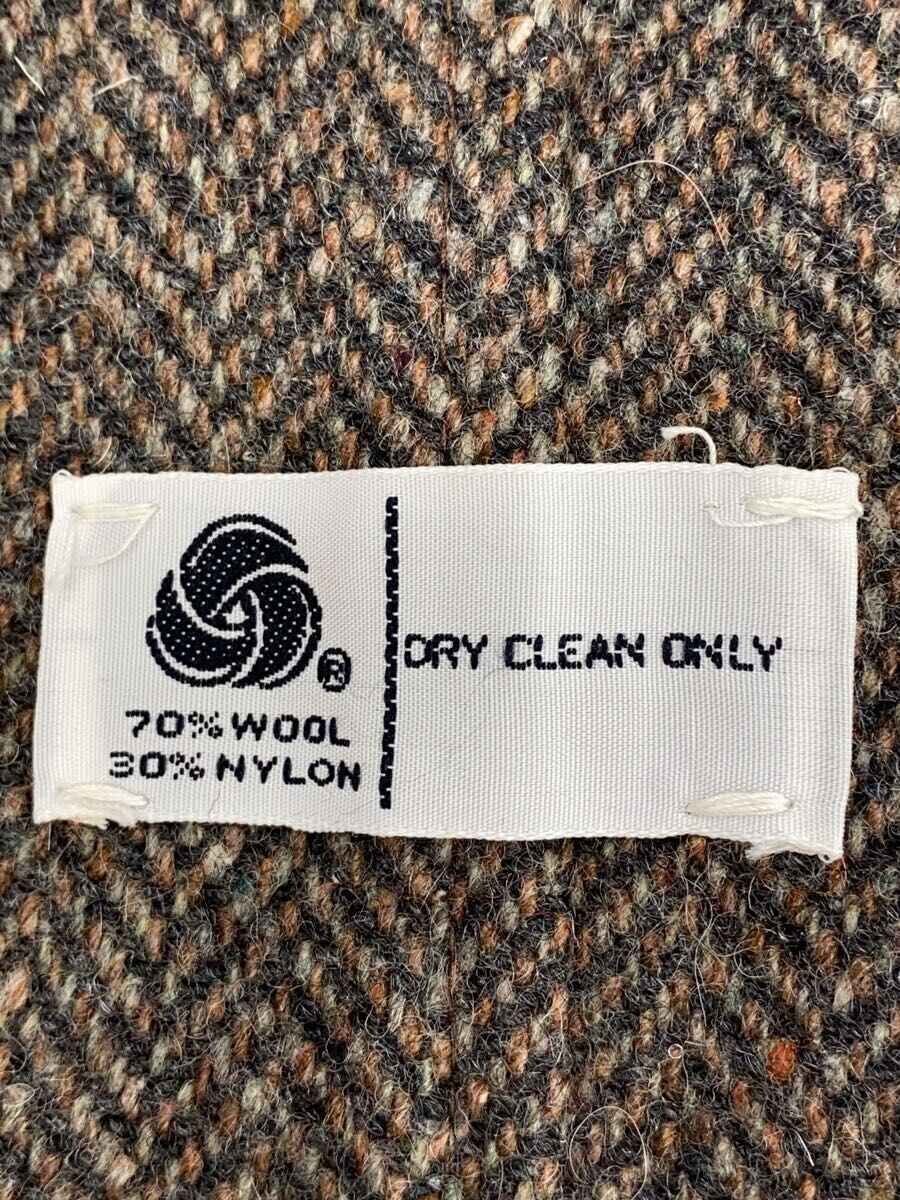 ®
70% WOOL
30% NYLON
DRY CLEAN ONLY